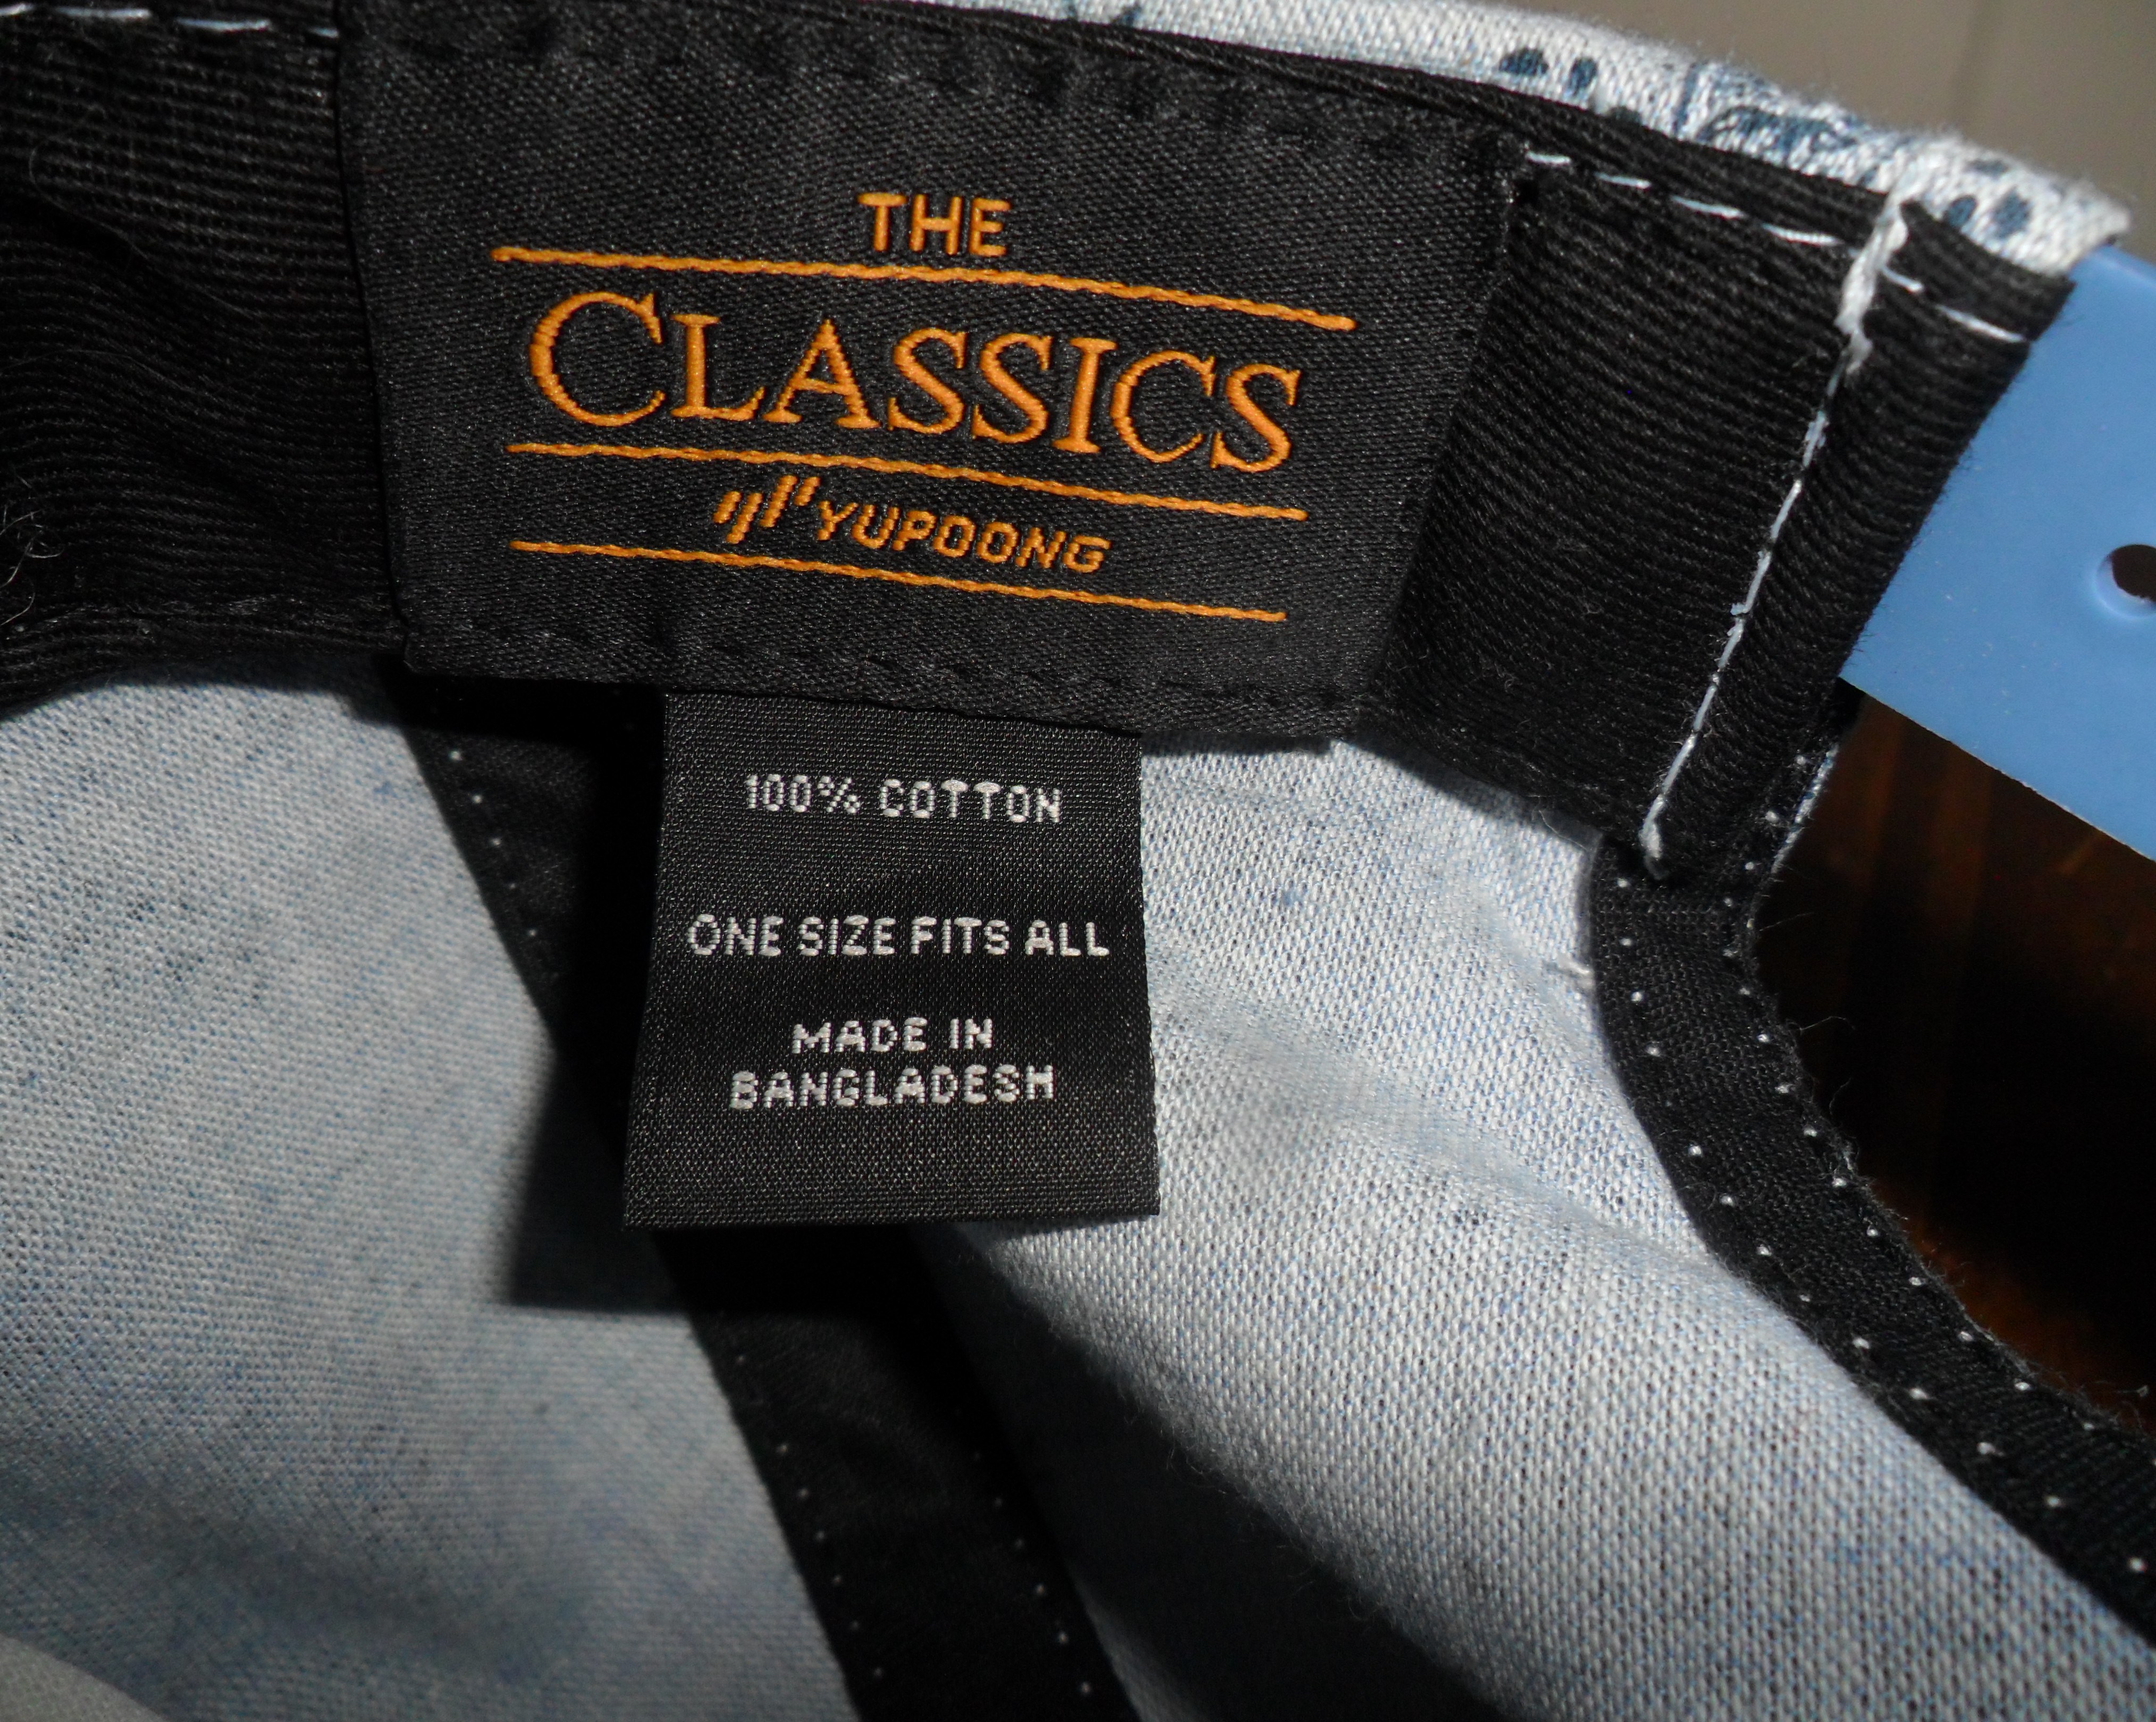 THE
CLASSICS
YUPOONG
100% COTTON
ONE SIZE FITS ALL
MADE IN
BANGLADESH